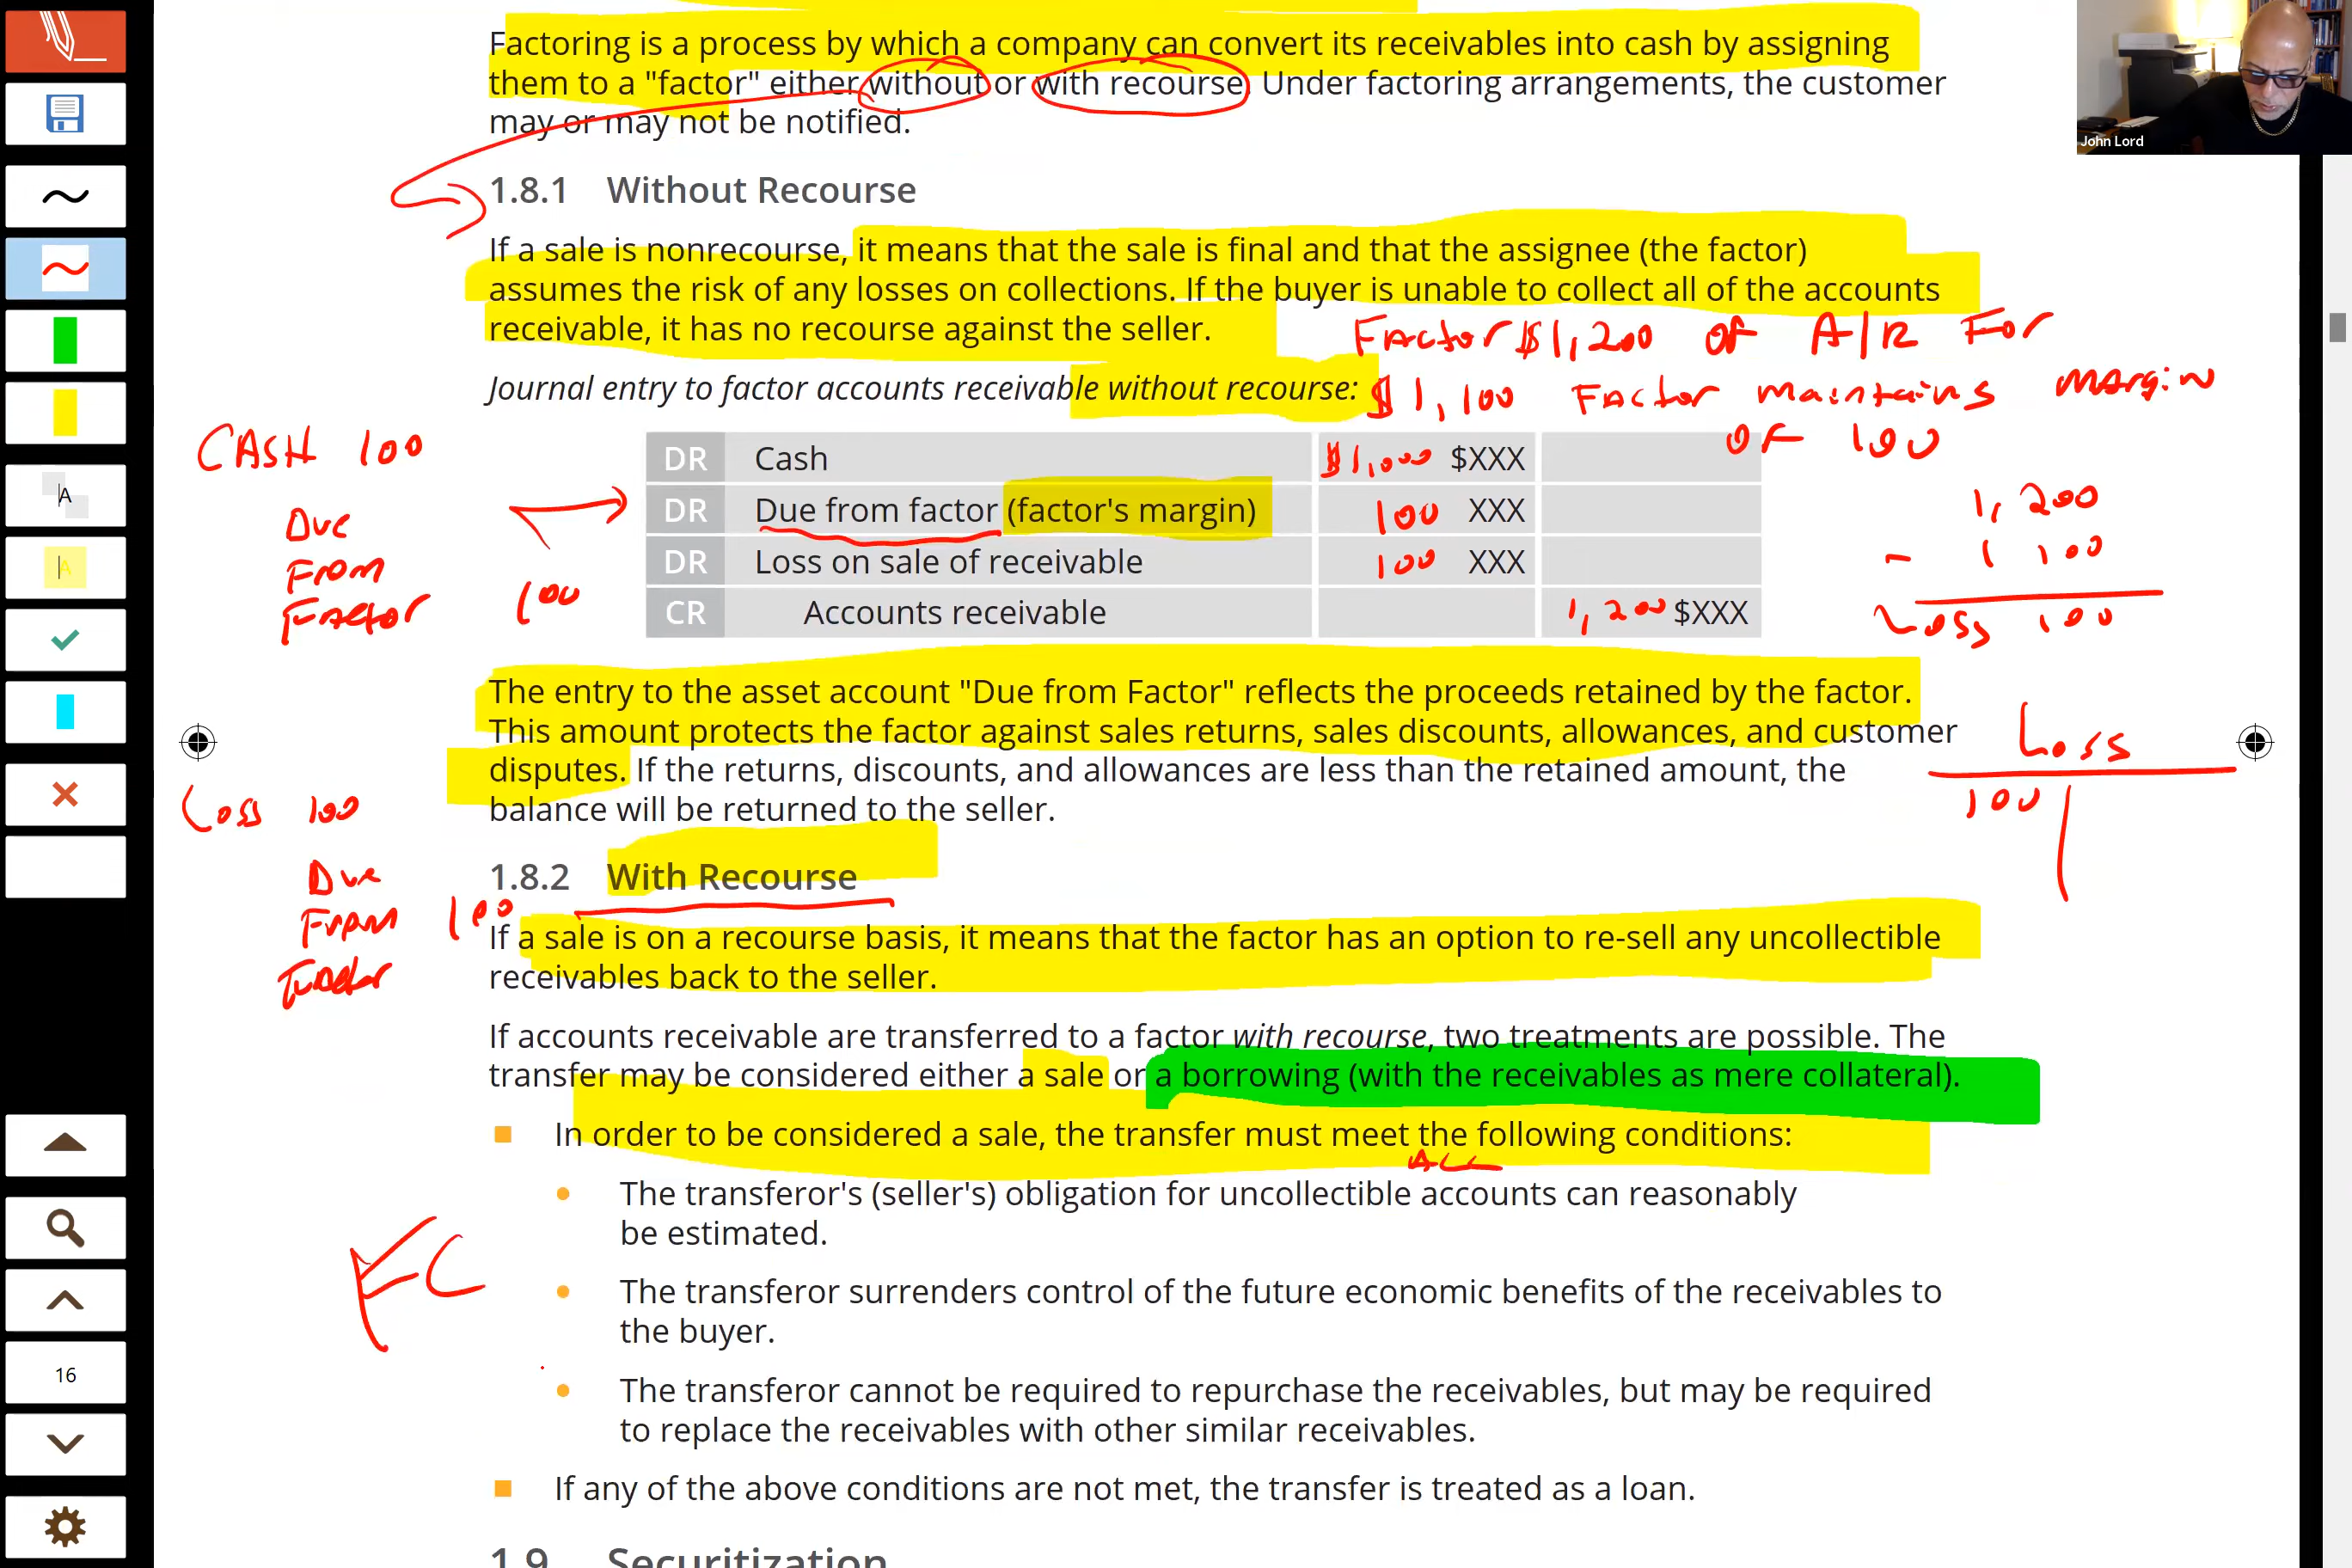 Factoring is a process by which a company can convert its receivables into cash by assigning
them to a "factor" either without or with recourse. Under factoring arrangements, the customer
may or may not be notified.
John Lord
1.8.1 Without Recourse
If a sale is nonrecourse, it means that the sale is final and that the assignee (the factor)
assumes the risk of any losses on collections. If the buyer is unable to collect all of the accounts
receivable, it has no recourse against the seller.
Factor $1,200 of A/R For
Journal entry to factor accounts receivable without recourse:
$1,100 Factor maintains margin
of 100
CASH 100
Due
From
Factor 100
DR Cash $1,000 $XXX
DR Due from factor (factor's margin) 100 XXX
DR Loss on sale of receivable 100 XXX
CR Accounts receivable 1,200 $XXX
1,200
- 1 100
Loss 100
The entry to the asset account "Due from Factor" reflects the proceeds retained by the factor.
This amount protects the factor against sales returns, sales discounts, allowances, and customer
disputes. If the returns, discounts, and allowances are less than the retained amount, the
balance will be returned to the seller.
Loss
100
Loss 100
Due
From 100
Factor
1.8.2 With Recourse
If a sale is on a recourse basis, it means that the factor has an option to re-sell any uncollectible
receivables back to the seller.
If accounts receivable are transferred to a factor with recourse, two treatments are possible. The
transfer may be considered either a sale or a borrowing (with the receivables as mere collateral).
In order to be considered a sale, the transfer must meet the following conditions:
ALL
The transferor's (seller's) obligation for uncollectible accounts can reasonably
be estimated.
The transferor surrenders control of the future economic benefits of the receivables to
the buyer.
The transferor cannot be required to repurchase the receivables, but may be required
to replace the receivables with other similar receivables.
If any of the above conditions are not met, the transfer is treated as a loan.
1.9 Securitization
A
A
16